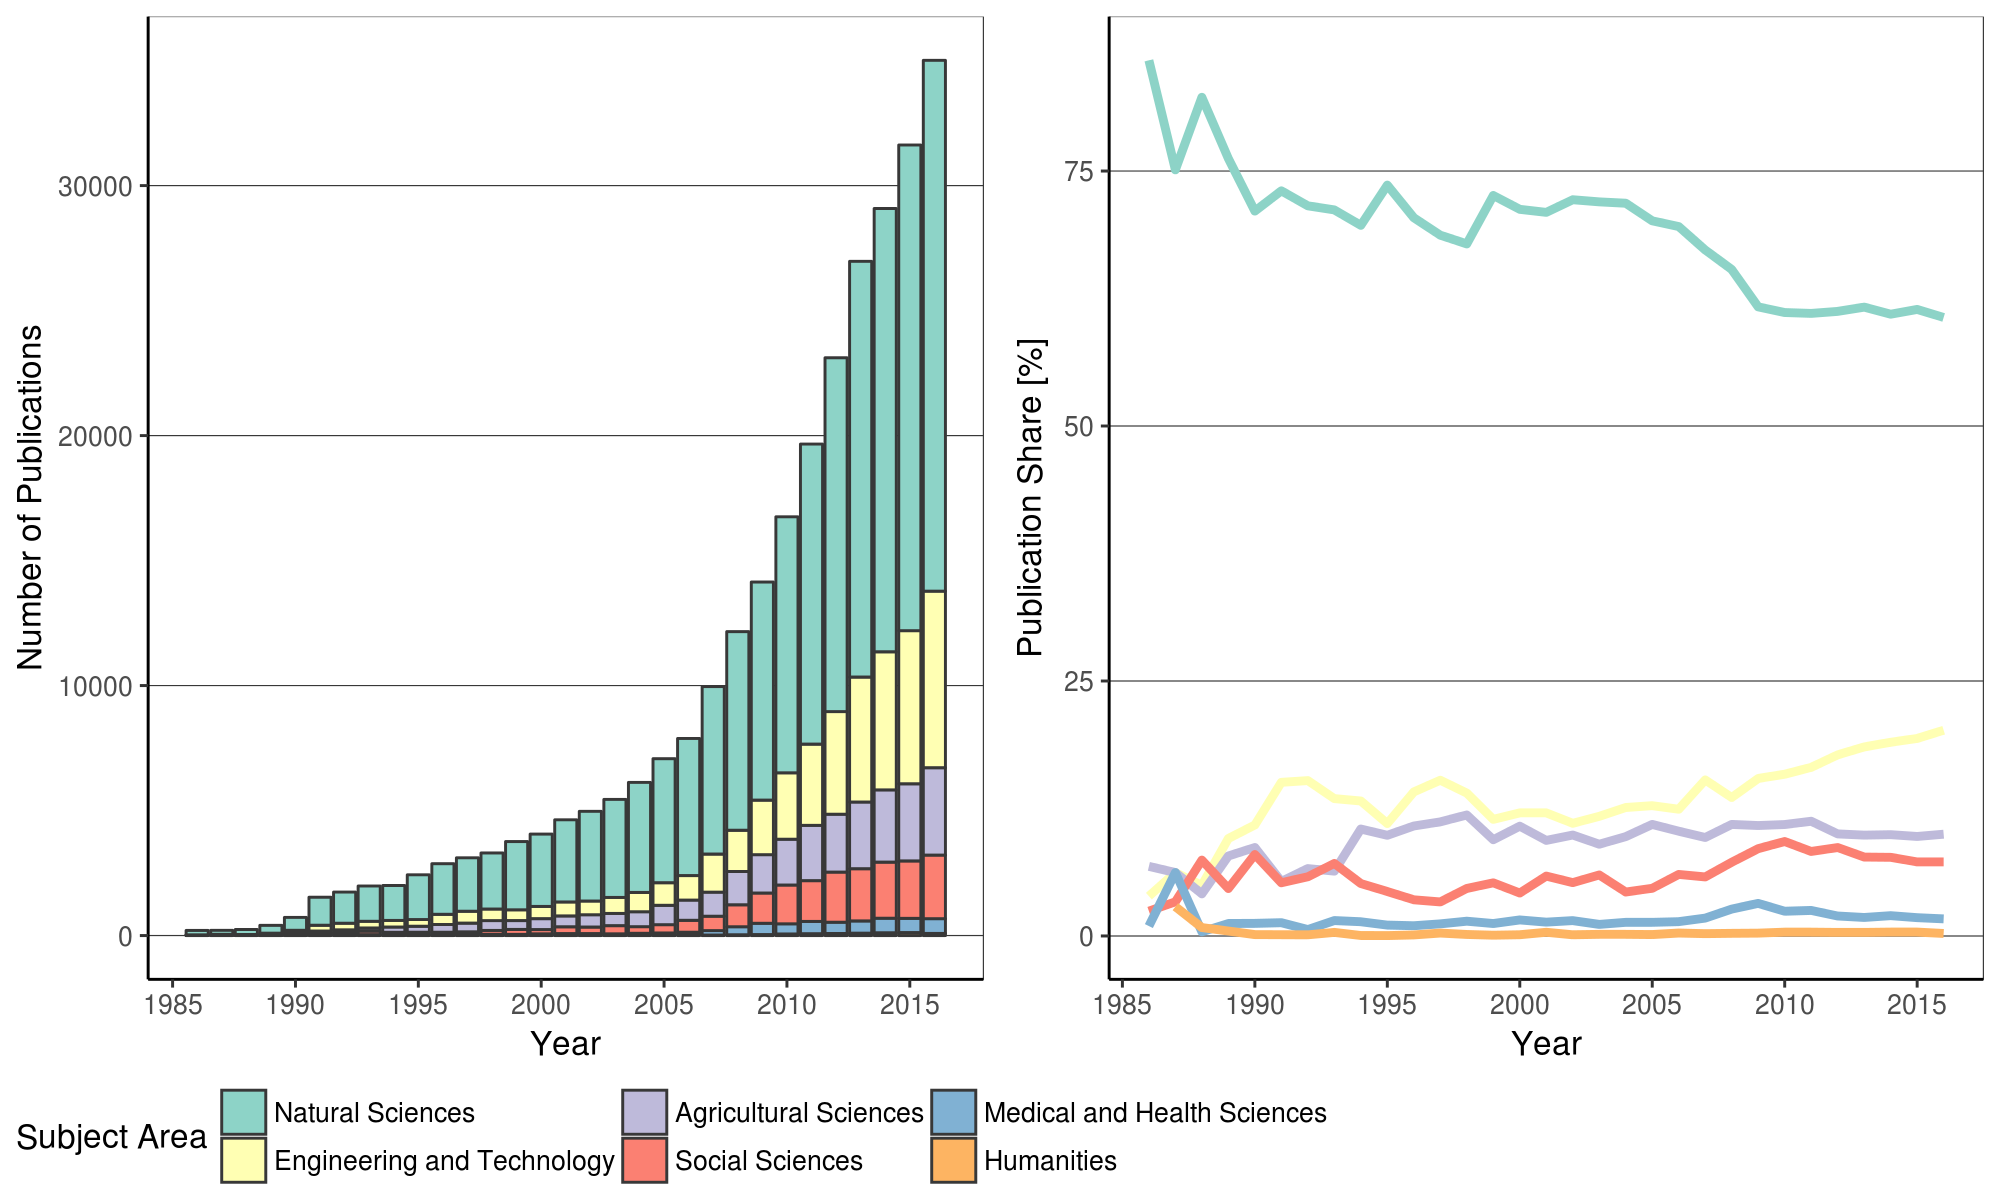 Number of Publications
30000
20000
10000
0
1985 1990 1995 2000 2005 2010 2015
Year
Publication Share [%]
75
50
25
0
1985 1990 1995 2000 2005 2010 2015
Year
Subject Area
Natural Sciences
Engineering and Technology
Agricultural Sciences
Social Sciences
Medical and Health Sciences
Humanities